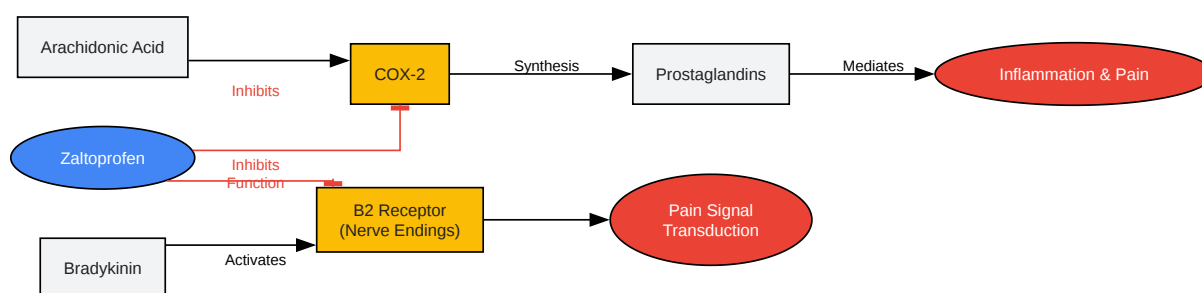 Arachidonic Acid
COX-2
Synthesis
Prostaglandins
Mediates
Inflammation & Pain
Inhibits
Zaltoprofen
Inhibits
Function
B2 Receptor
(Nerve Endings)
Pain Signal
Transduction
Bradykinin
Activates